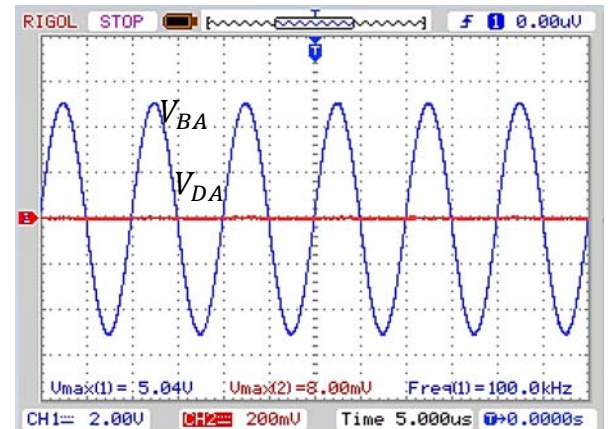 RIGOL STOP T f 1 0.00uV
T
V_BA
V_DA
1
Vmax(1)= 5.04V Vmax(2)=8.00mV Freq(1)=100.0kHz
CH1 2.00V CH2 200mV Time 5.000us T→0.0000s